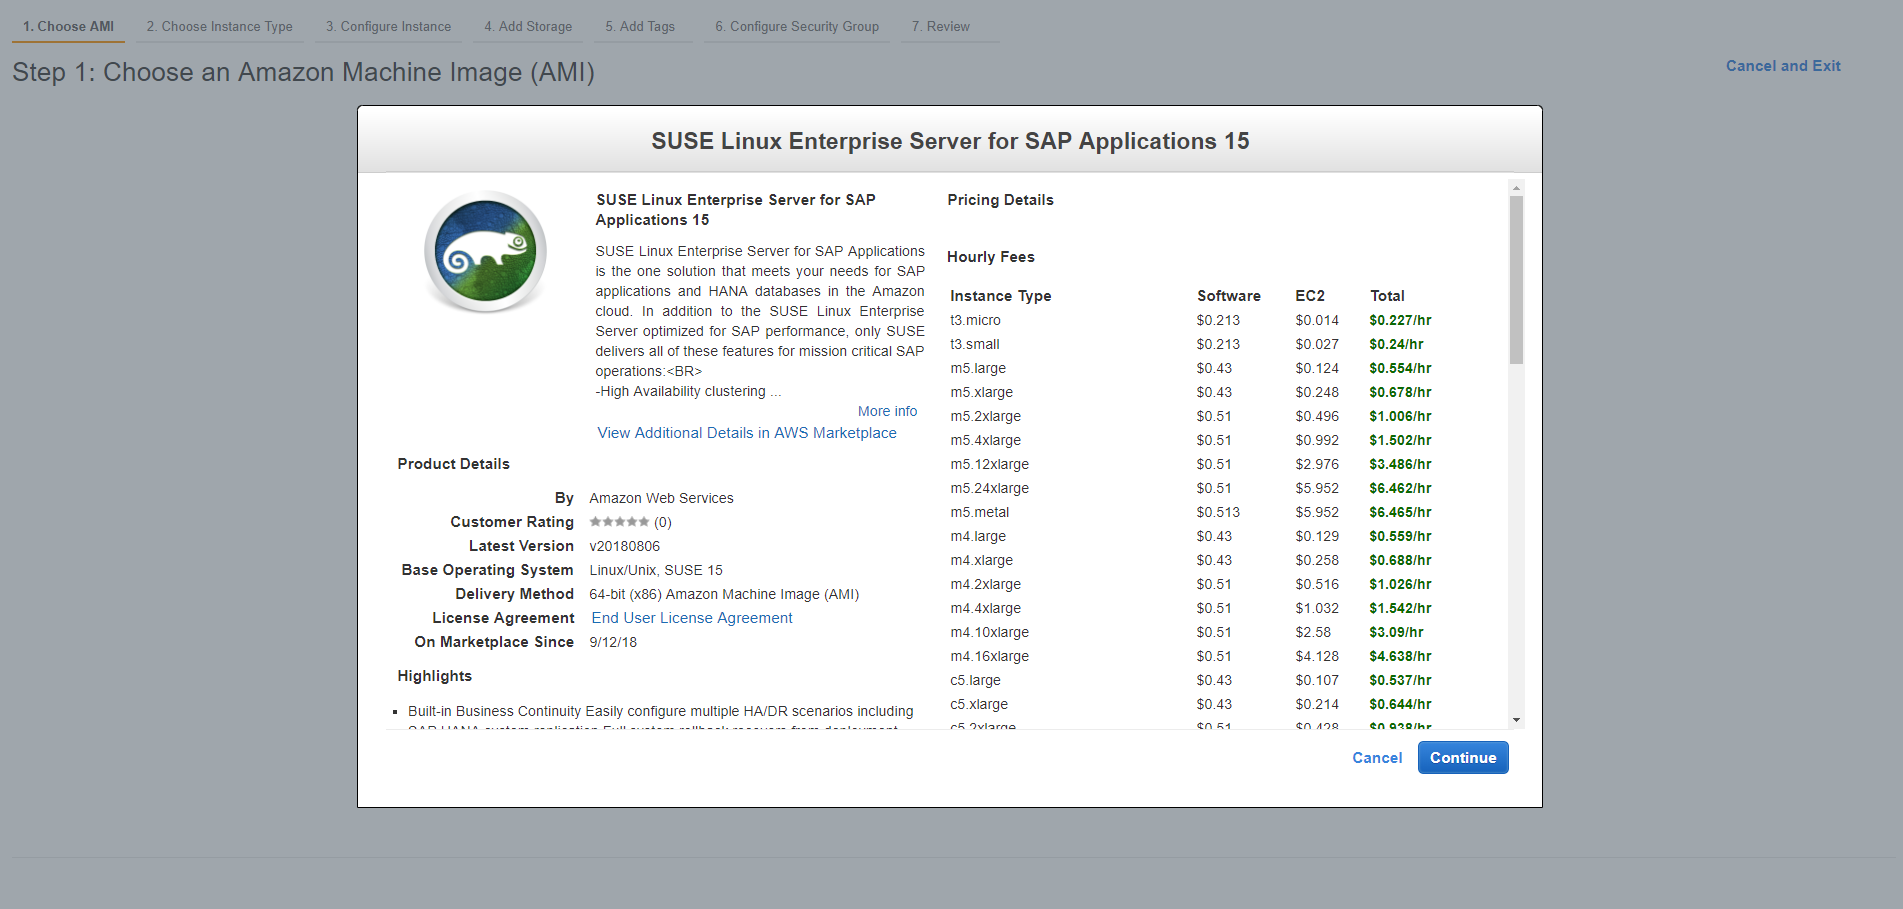 1. Choose AMI 2. Choose Instance Type 3. Configure Instance 4. Add Storage 5. Add Tags 6. Configure Security Group 7. Review
Step 1: Choose an Amazon Machine Image (AMI)
Cancel and Exit
SUSE Linux Enterprise Server for SAP Applications 15
SUSE Linux Enterprise Server for SAP
Applications 15
SUSE Linux Enterprise Server for SAP Applications
is the one solution that meets your needs for SAP
applications and HANA databases in the Amazon
cloud. In addition to the SUSE Linux Enterprise
Server optimized for SAP performance, only SUSE
delivers all of these features for mission critical SAP
operations:<BR>
-High Availability clustering ...
More info
View Additional Details in AWS Marketplace
Product Details
By Amazon Web Services
Customer Rating (0)
Latest Version v20180806
Base Operating System Linux/Unix, SUSE 15
Delivery Method 64-bit (x86) Amazon Machine Image (AMI)
License Agreement End User License Agreement
On Marketplace Since 9/12/18
Highlights
Built-in Business Continuity Easily configure multiple HA/DR scenarios including
SAP HANA system replication Full system rollback recovers from deployment
Pricing Details
Hourly Fees
Instance Type Software EC2 Total
t3.micro $0.213 $0.014 $0.227/hr
t3.small $0.213 $0.027 $0.24/hr
m5.large $0.43 $0.124 $0.554/hr
m5.xlarge $0.43 $0.248 $0.678/hr
m5.2xlarge $0.51 $0.496 $1.006/hr
m5.4xlarge $0.51 $0.992 $1.502/hr
m5.12xlarge $0.51 $2.976 $3.486/hr
m5.24xlarge $0.51 $5.952 $6.462/hr
m5.metal $0.513 $5.952 $6.465/hr
m4.large $0.43 $0.129 $0.559/hr
m4.xlarge $0.43 $0.258 $0.688/hr
m4.2xlarge $0.51 $0.516 $1.026/hr
m4.4xlarge $0.51 $1.032 $1.542/hr
m4.10xlarge $0.51 $2.58 $3.09/hr
m4.16xlarge $0.51 $4.128 $4.638/hr
c5.large $0.43 $0.107 $0.537/hr
c5.xlarge $0.43 $0.214 $0.644/hr
c5.2xlarge $0.51 $0.428 $0.938/hr
Cancel Continue